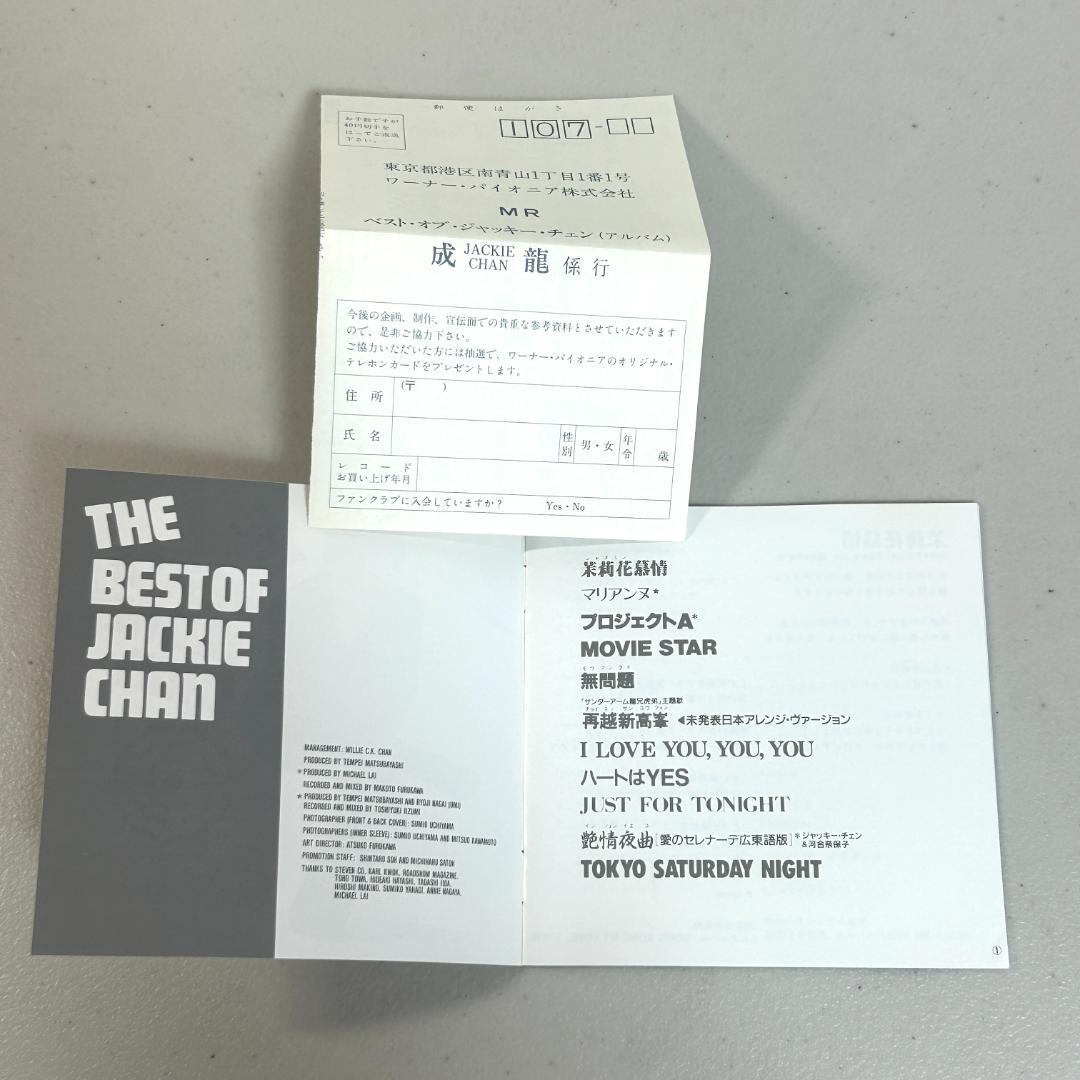 郵便はがき
お手数ですが
40円切手を
はってご返送
下さい。
107-
東京都港区南青山1丁目1番1号
ワーナー・パイオニア株式会社
MR
ベスト・オブ・ジャッキー・チェン(アルバム)
成 JACKIE CHAN 龍 係 行
今後の企画、制作、宣伝面での貴重な参考資料とさせていただきます
ので、是非ご協力下さい。
ご協力いただいた方には抽選で、ワーナー・パイオニアのオリジナル・
テレホンカードをプレゼントします。
住所 (〒 )
氏名 性別 男・女 年令 歳
レコード
お買い上げ年月
ファンクラブに入会していますか? Yes・No
THE
BEST OF
JACKIE
CHAN
MANAGEMENT: WILLIE C.K. CHAN
PRODUCED BY TEMPEI MATSUBAYASHI
*PRODUCED BY MICHAEL LAI
RECORDED AND MIXED BY MAKOTO FURUKAWA
*PRODUCED BY TEMPEI MATSUBAYASHI AND RYOJI NAGAI (UNI)
RECORDED AND MIXED BY TOSHIYUKI IIZUMI
PHOTOGRAPHER (FRONT & BACK COVER): SUMIO UCHIYAMA
PHOTOGRAPHERS (INNER SLEEVE): SUMIO UCHIYAMA AND MITSUO KAWAMOTO
ART DIRECTOR: ATSUKO FURUKAWA
PROMOTION STAFF: SHINTARO SOH AND MICHIHARU SATOH
THANKS TO STEVEN CO, KARL KWOK, ROADSHOW MAGAZINE,
TOHO TOWA, HIDEAKI HAYASHI, TADASHI IIDA,
HIROSHI MAKINO, SUMIKO YANAGI, ANNIE NAGAYA,
MICHAEL LAI
茉莉花慕情
マリアンヌ*
プロジェクトA*
MOVIE STAR
モウマンタイ
無問題
「サンダーアーム龍兄虎弟」主題歌
再越新高峯 ◀未発表日本アレンジ・ヴァージョン
I LOVE YOU, YOU, YOU
ハートはYES
JUST FOR TONIGHT
艶情夜曲[愛のセレナーデ広東語版] *ジャッキー・チェン
&河合奈保子
TOKYO SATURDAY NIGHT
①